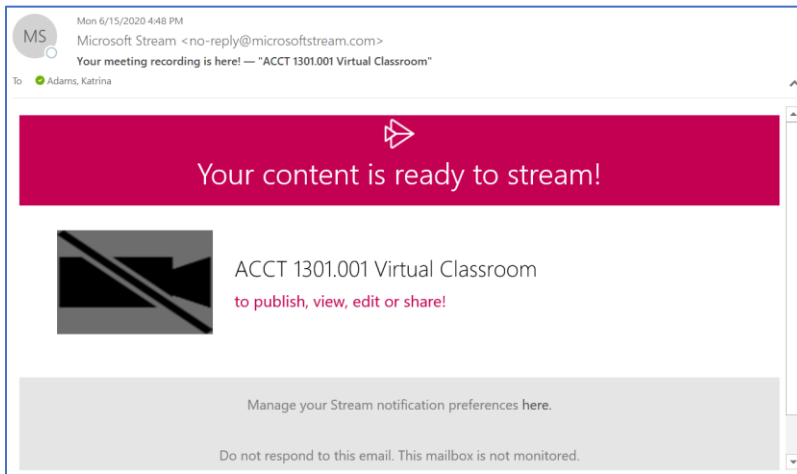 MS
Mon 6/15/2020 4:48 PM
Microsoft Stream <no-reply@microsoftstream.com>
Your meeting recording is here! — "ACCT 1301.001 Virtual Classroom"
To Adams, Katrina
Your content is ready to stream!
ACCT 1301.001 Virtual Classroom
to publish, view, edit or share!
Manage your Stream notification preferences here.
Do not respond to this email. This mailbox is not monitored.